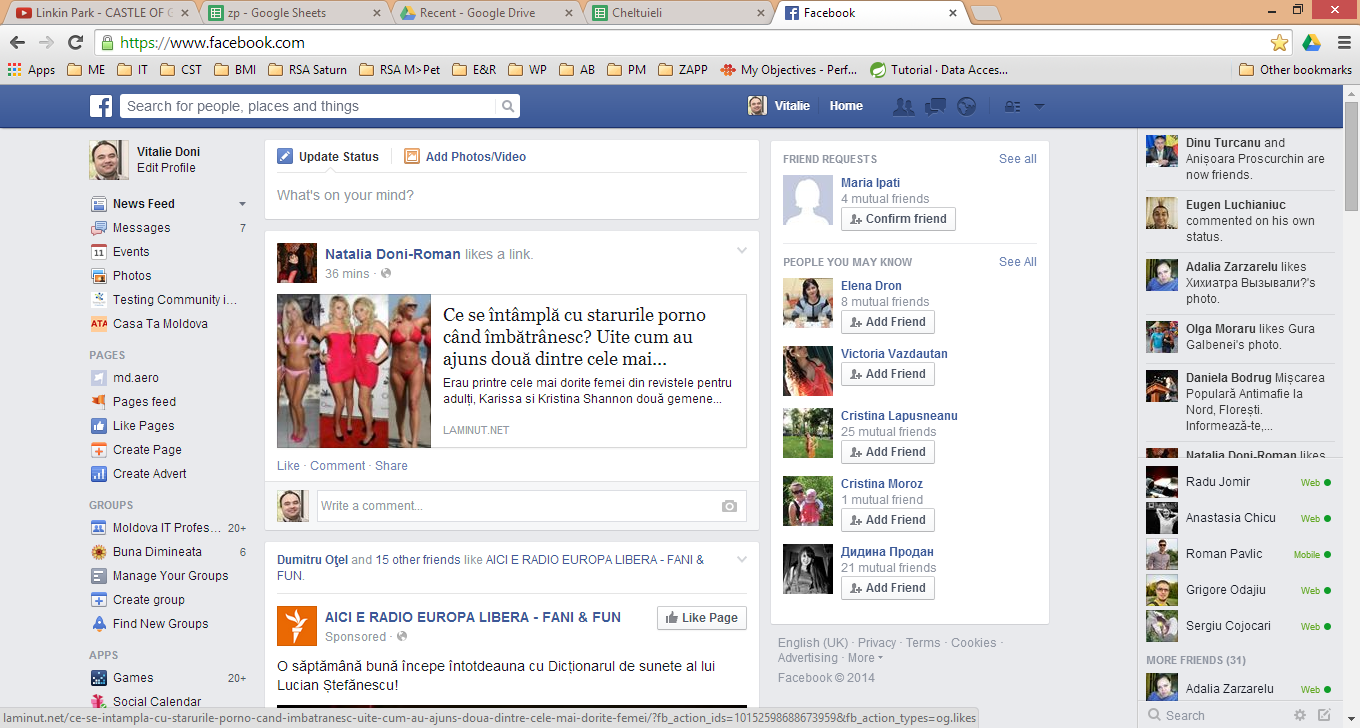 Linkin Park - CASTLE OF G
zp - Google Sheets
Recent - Google Drive
Cheltuieli
Facebook
https://www.facebook.com
Apps
ME
IT
CST
BMI
RSA Saturn
RSA M>Pet
E&R
WP
AB
PM
ZAPP
My Objectives - Perf...
Tutorial · Data Acces...
Other bookmarks
Search for people, places and things
Vitalie
Home
Vitalie Doni
Edit Profile
News Feed
Messages 7
11 Events
Photos
Testing Community i...
ATA Casa Ta Moldova
PAGES
md.aero
Pages feed
Like Pages
Create Page
Create Advert
GROUPS
Moldova IT Profes... 20+
Buna Dimineata 6
Manage Your Groups
Create group
Find New Groups
APPS
Games 20+
Social Calendar
Update Status
Add Photos/Video
What's on your mind?
Natalia Doni-Roman likes a link.
36 mins ·
Ce se întâmplă cu starurile porno
când îmbătrânesc? Uite cum au
ajuns două dintre cele mai...
Erau printre cele mai dorite femei din revistele pentru
adulți, Karissa si Kristina Shannon două gemene...
LAMINUT.NET
Like · Comment · Share
Write a comment...
Dumitru Oţel and 15 other friends like AICI E RADIO EUROPA LIBERA - FANI &
FUN.
AICI E RADIO EUROPA LIBERA - FANI & FUN
Sponsored ·
Like Page
O săptămână bună începe întotdeauna cu Dicționarul de sunete al lui
Lucian Ștefănescu!
FRIEND REQUESTS
See all
Maria Ipati
4 mutual friends
Confirm friend
PEOPLE YOU MAY KNOW
See All
Elena Dron
8 mutual friends
Add Friend
Victoria Vazdautan
Add Friend
Cristina Lapusneanu
25 mutual friends
Add Friend
Cristina Moroz
1 mutual friend
Add Friend
Дидина Продан
21 mutual friends
Add Friend
English (UK) · Privacy · Terms · Cookies ·
Advertising · More
Facebook © 2014
Dinu Turcanu and
Anișoara Proscurchin are
now friends.
Eugen Luchianiuc
commented on his own
status.
Adalia Zarzarelu likes
Хихиатра Вызывали?'s
photo.
Olga Moraru likes Gura
Galbenei's photo.
Daniela Bodrug Mișcarea
Populară Antimafie la
Nord, Florești.
Informează-te,...
Natalia Doni-Roman likes
Radu Jomir Web
Anastasia Chicu Web
Roman Pavlic Mobile
Grigore Odajiu Web
Sergiu Cojocari Web
MORE FRIENDS (31)
Adalia Zarzarelu Web
Search
laminut.net/ce-se-intampla-cu-starurile-porno-cand-imbatranesc-uite-cum-au-ajuns-doua-dintre-cele-mai-dorite-femei/?fb_action_ids=10152598688673959&fb_action_types=og.likes